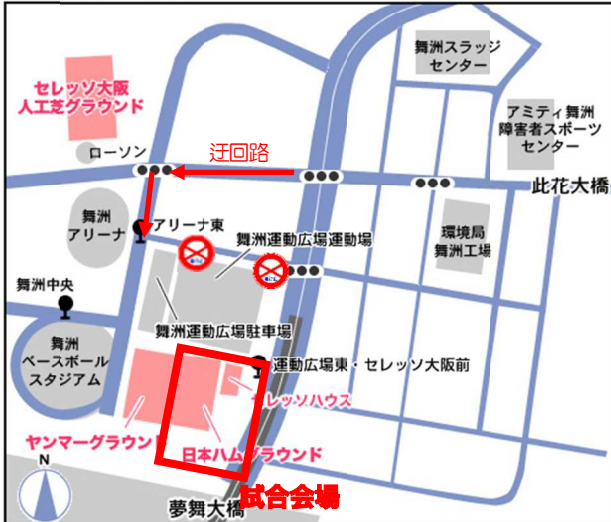 舞洲スラッジ
センター
セレッソ大阪
人工芝グラウンド
アミティ舞洲
障害者スポーツ
センター
ローソン
迂回路
此花大橋
舞洲
アリーナ
アリーナ東
舞洲運動広場運動場
環境局
舞洲工場
舞洲中央
舞洲運動広場駐車場
舞洲
ベースボール
スタジアム
運動広場東・セレッソ大阪前
セレッソハウス
ヤンマーグラウンド
日本ハムグラウンド
N
試合会場
夢舞大橋